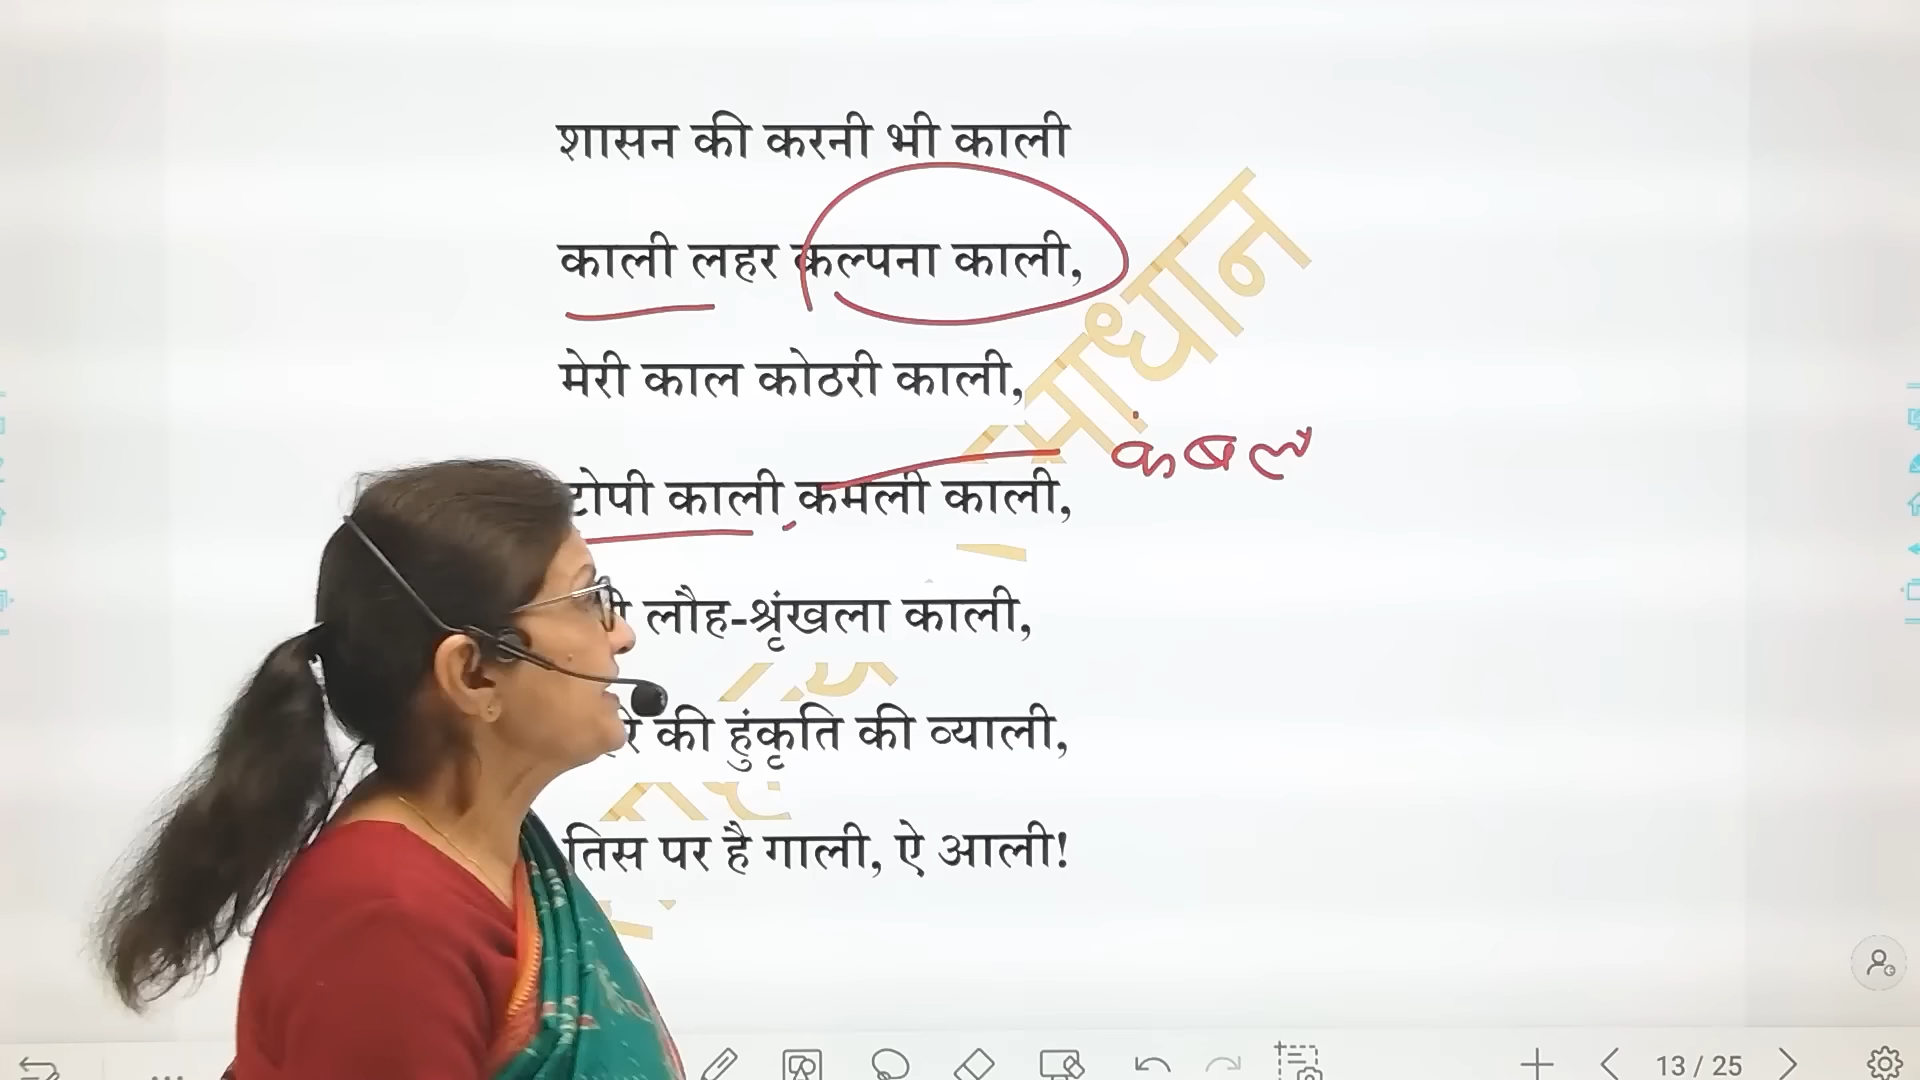 शासन की करनी भी काली
काली लहर कल्पना काली,
मेरी काल कोठरी काली,
कंबल
टोपी काली कमली काली,
लौह-श्रृंखला काली,
की हुंकृति की व्याली,
तिस पर है गाली, ऐ आली!
13 / 25